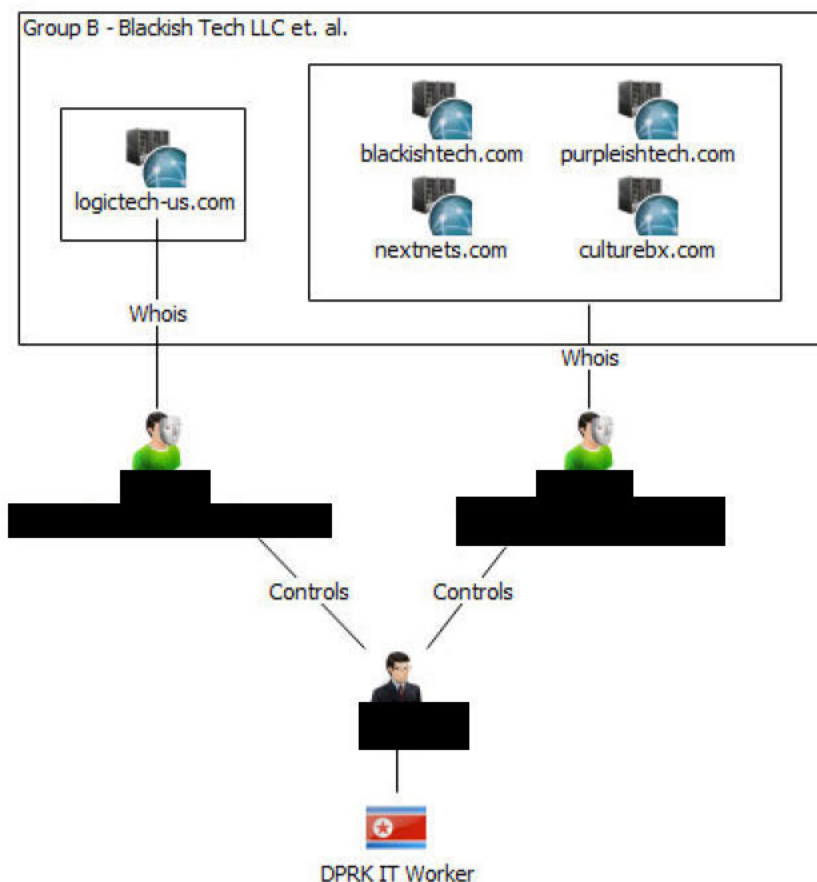 Group B - Blackish Tech LLC et. al.
logictech-us.com
blackishtech.com
purpleishtech.com
nextnets.com
culturebx.com
Whois
Whois
Controls
Controls
DPRK IT Worker